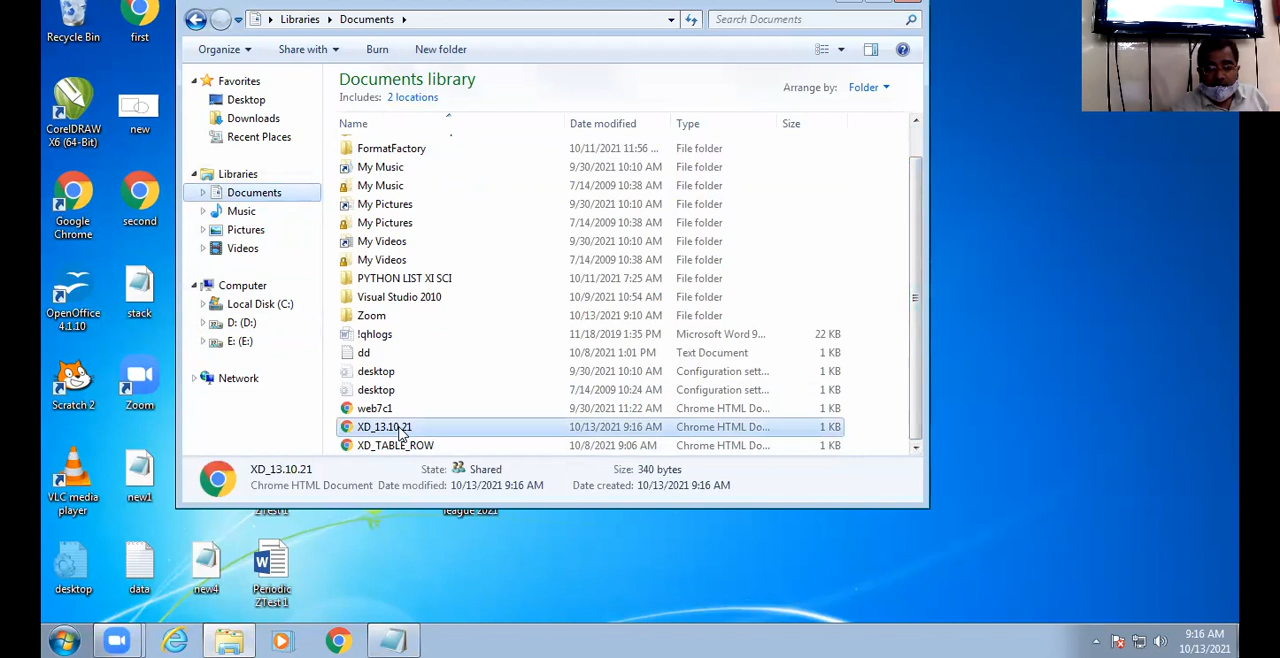 Recycle Bin
first
CorelDRAW X6 (64-Bit)
new
Google Chrome
second
OpenOffice 4.1.10
stack
Scratch 2
Zoom
VLC media player
new1
desktop
data
new4
Periodic ZTest 1
ZTest 1
league 2021
Libraries
Documents
Search Documents
Organize
Share with
Burn
New folder
Favorites
Desktop
Downloads
Recent Places
Libraries
Documents
Music
Pictures
Videos
Computer
Local Disk (C:)
D: (D:)
E: (E:)
Network
Documents library
Includes: 2 locations
Arrange by: Folder
Name Date modified Type Size
FormatFactory 10/11/2021 11:56 ... File folder
My Music 9/30/2021 10:10 AM File folder
My Music 7/14/2009 10:38 AM File folder
My Pictures 9/30/2021 10:10 AM File folder
My Pictures 7/14/2009 10:38 AM File folder
My Videos 9/30/2021 10:10 AM File folder
My Videos 7/14/2009 10:38 AM File folder
PYTHON LIST XI SCI 10/11/2021 7:25 AM File folder
Visual Studio 2010 10/9/2021 10:54 AM File folder
Zoom 10/13/2021 9:10 AM File folder
!qhlogs 11/18/2019 1:35 PM Microsoft Word 9... 22 KB
dd 10/8/2021 1:01 PM Text Document 1 KB
desktop 9/30/2021 10:10 AM Configuration sett... 1 KB
desktop 7/14/2009 10:24 AM Configuration sett... 1 KB
web7c1 9/30/2021 11:22 AM Chrome HTML Do... 1 KB
XD_13.10.21 10/13/2021 9:16 AM Chrome HTML Do... 1 KB
XD_TABLE_ROW 10/8/2021 9:06 AM Chrome HTML Do... 1 KB
XD_13.10.21 State: Shared Size: 340 bytes
Chrome HTML Document Date modified: 10/13/2021 9:16 AM Date created: 10/13/2021 9:16 AM
9:16 AM
10/13/2021